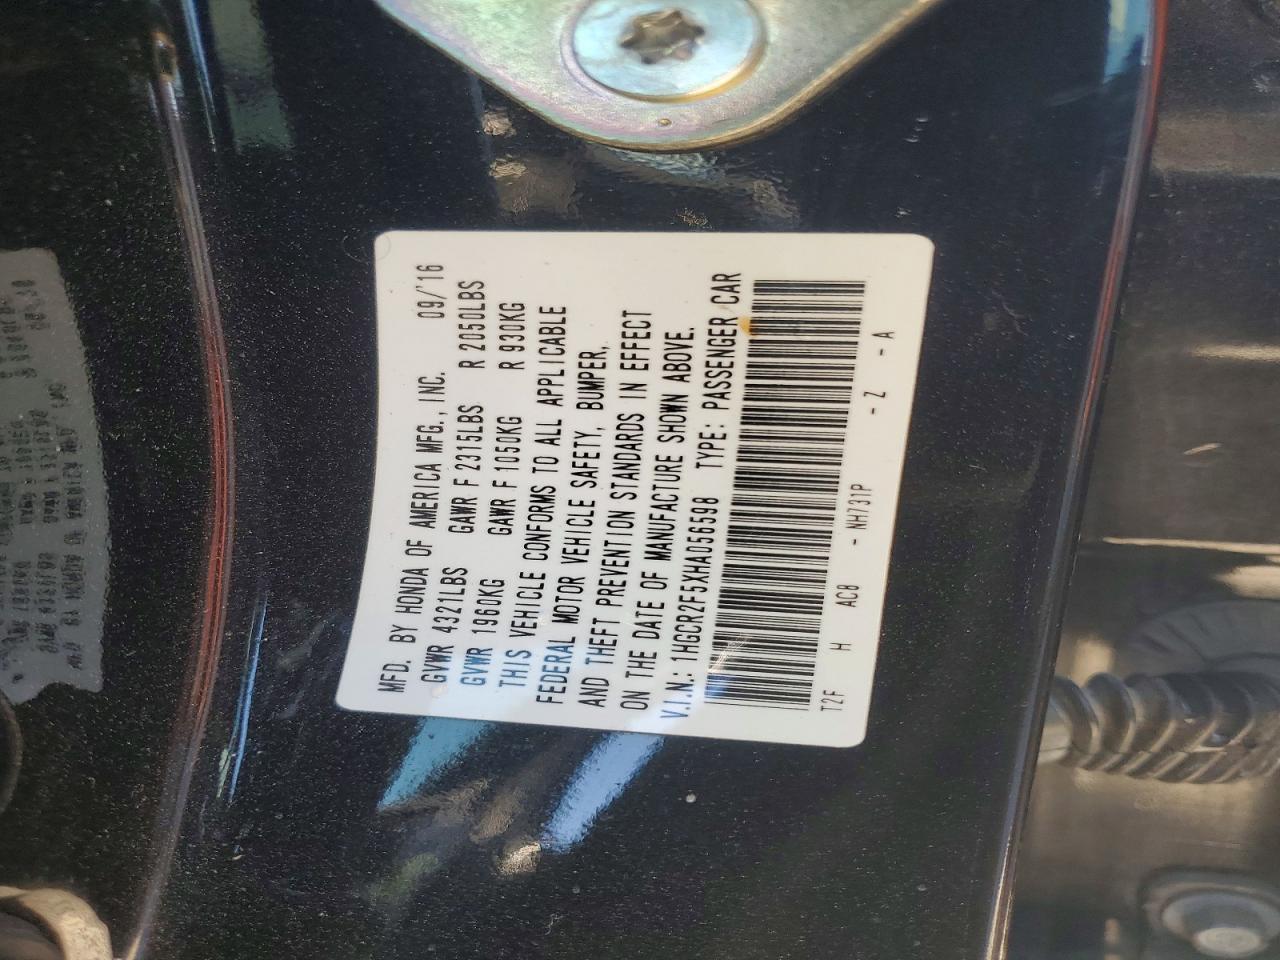 MFD. BY HONDA OF AMERICA MFG., INC. 09/'16
GVWR 4321LBS GAWR F 2315LBS R 2050LBS
GVWR 1960KG GAWR F 1050KG R 930KG
THIS VEHICLE CONFORMS TO ALL APPLICABLE
FEDERAL MOTOR VEHICLE SAFETY, BUMPER,
AND THEFT PREVENTION STANDARDS IN EFFECT
ON THE DATE OF MANUFACTURE SHOWN ABOVE.
V.I.N.: 1HGCR2F5XHA056598 TYPE: PASSENGER CAR
T2F H AC8 - NH731P - Z - A